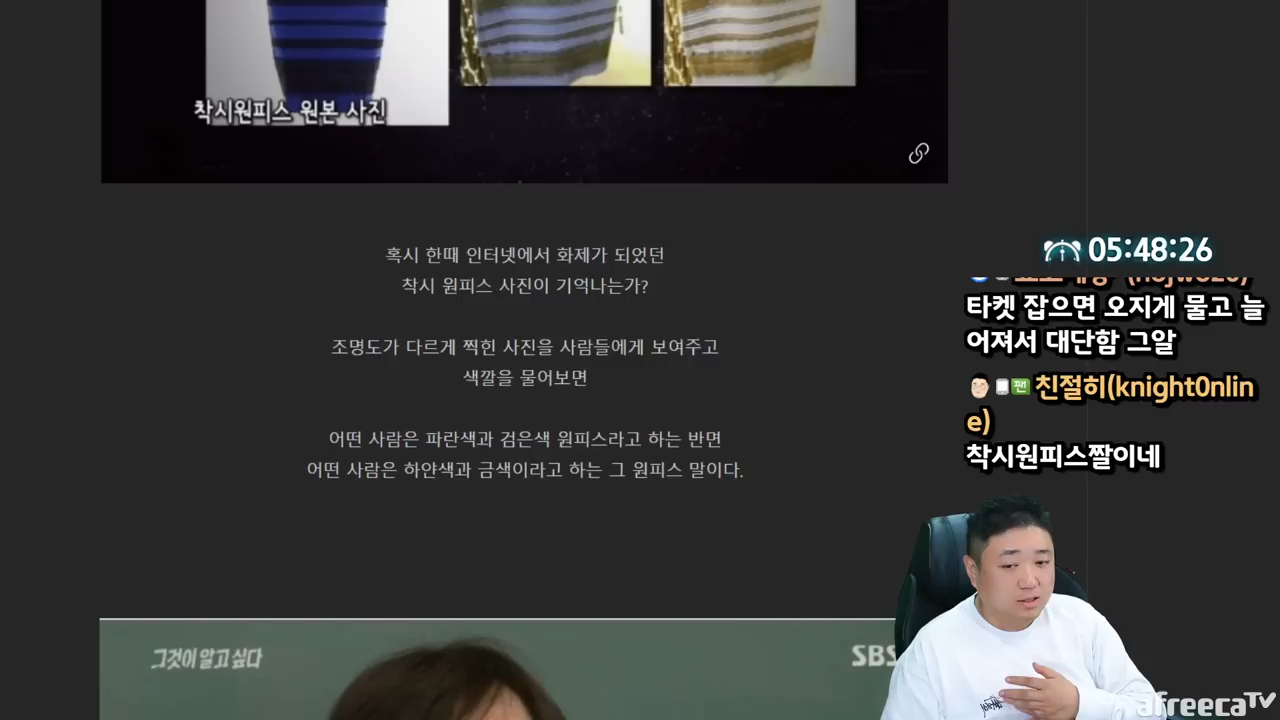 착시원피스 원본 사진
혹시 한때 인터넷에서 화제가 되었던
착시 원피스 사진이 기억나는가?
조명도가 다르게 찍힌 사진을 사람들에게 보여주고
색깔을 물어보면
어떤 사람은 파란색과 검은색 원피스라고 하는 반면
어떤 사람은 하얀색과 금색이라고 하는 그 원피스 말이다.
05:48:26
타켓 잡으면 오지게 물고 늘
어져서 대단함 그알
팬 친절히(knight0nlin
e)
착시원피스짤이네
그것이 알고싶다
SBS
afreecaTV